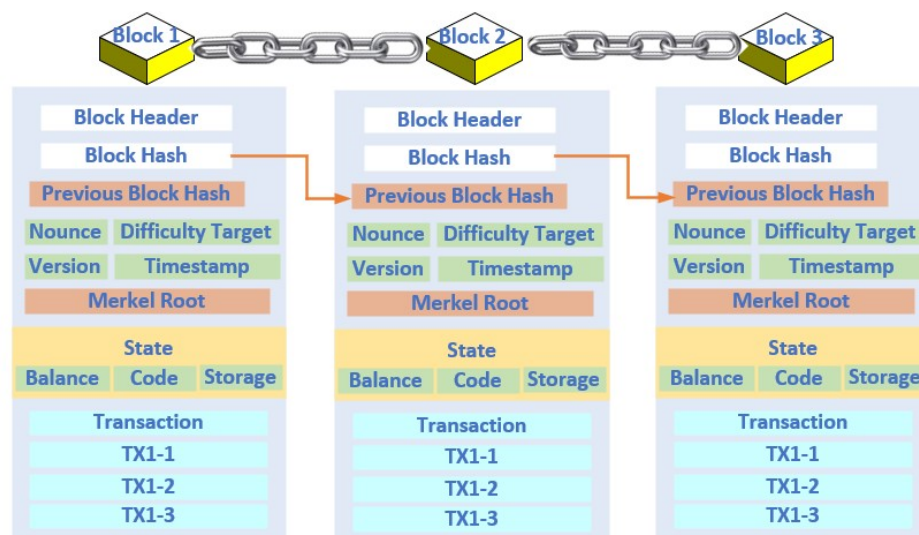 Block 1
Block 2
Block 3
Block Header
Block Hash
Previous Block Hash
Nounce
Difficulty Target
Version
Timestamp
Merkel Root
State
Balance
Code
Storage
Transaction
TX1-1
TX1-2
TX1-3
Block Header
Block Hash
Previous Block Hash
Nounce
Difficulty Target
Version
Timestamp
Merkel Root
State
Balance
Code
Storage
Transaction
TX1-1
TX1-2
TX1-3
Block Header
Block Hash
Previous Block Hash
Nounce
Difficulty Target
Version
Timestamp
Merkel Root
State
Balance
Code
Storage
Transaction
TX1-1
TX1-2
TX1-3